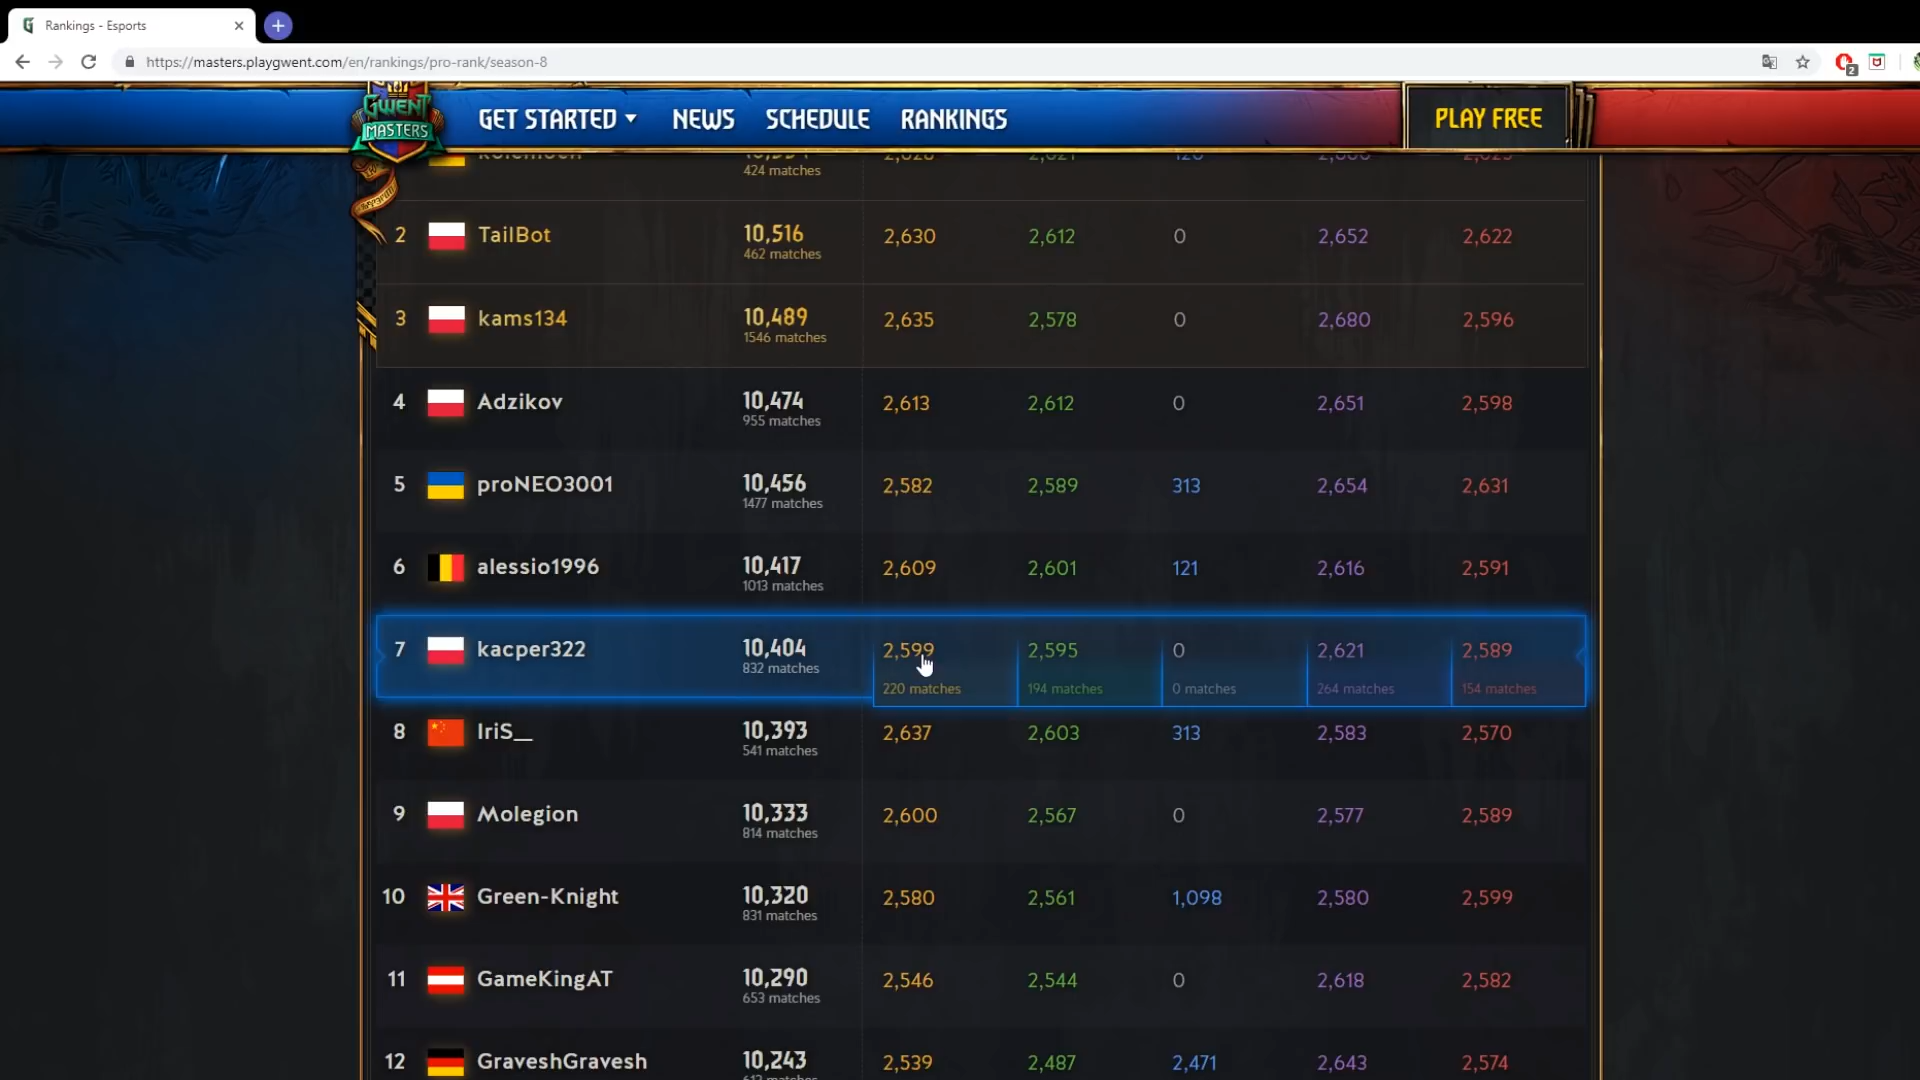 Rankings - Esports
https://masters.playgwent.com/en/rankings/pro-rank/season-8
2
GWENT MASTERS
GET STARTED NEWS SCHEDULE RANKINGS PLAY FREE
424 matches
2 TailBot 10,516 2,630 2,612 0 2,652 2,622
462 matches
3 kams134 10,489 2,635 2,578 0 2,680 2,596
1546 matches
4 Adzikov 10,474 2,613 2,612 0 2,651 2,598
955 matches
5 proNEO3001 10,456 2,582 2,589 313 2,654 2,631
1477 matches
6 alessio1996 10,417 2,609 2,601 121 2,616 2,591
1013 matches
7 kacper322 10,404 2,599 2,595 0 2,621 2,589
832 matches 220 matches 194 matches 0 matches 264 matches 154 matches
8 IriS__ 10,393 2,637 2,603 313 2,583 2,570
541 matches
9 Molegion 10,333 2,600 2,567 0 2,577 2,589
814 matches
10 Green-Knight 10,320 2,580 2,561 1,098 2,580 2,599
831 matches
11 GameKingAT 10,290 2,546 2,544 0 2,618 2,582
653 matches
12 GraveshGravesh 10,243 2,539 2,487 2,471 2,643 2,574